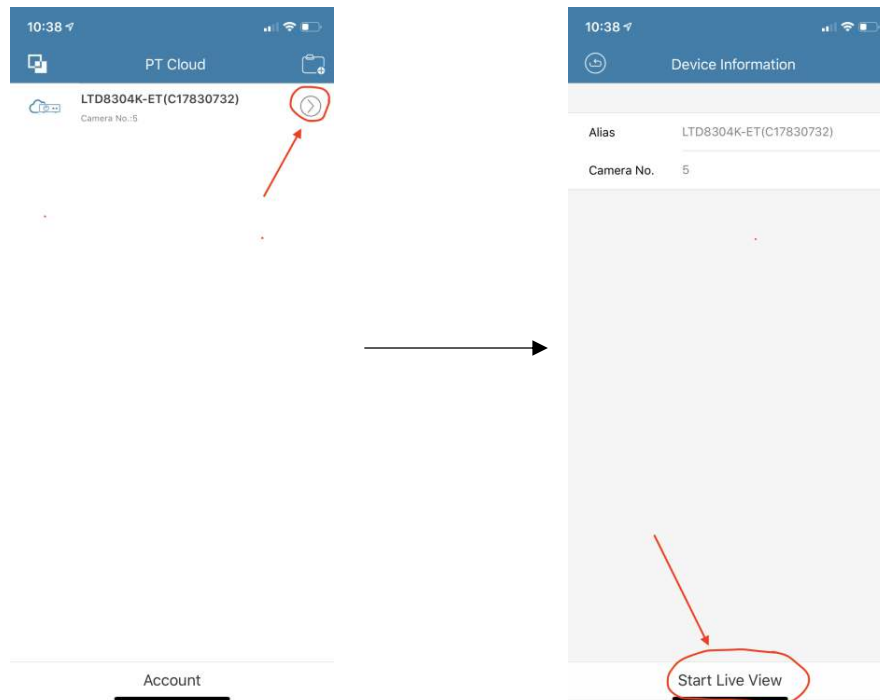 10:38
PT Cloud
LTD8304K-ET(C17830732)
Camera No.:5
Account
10:38
Device Information
Alias LTD8304K-ET(C17830732)
Camera No. 5
Start Live View